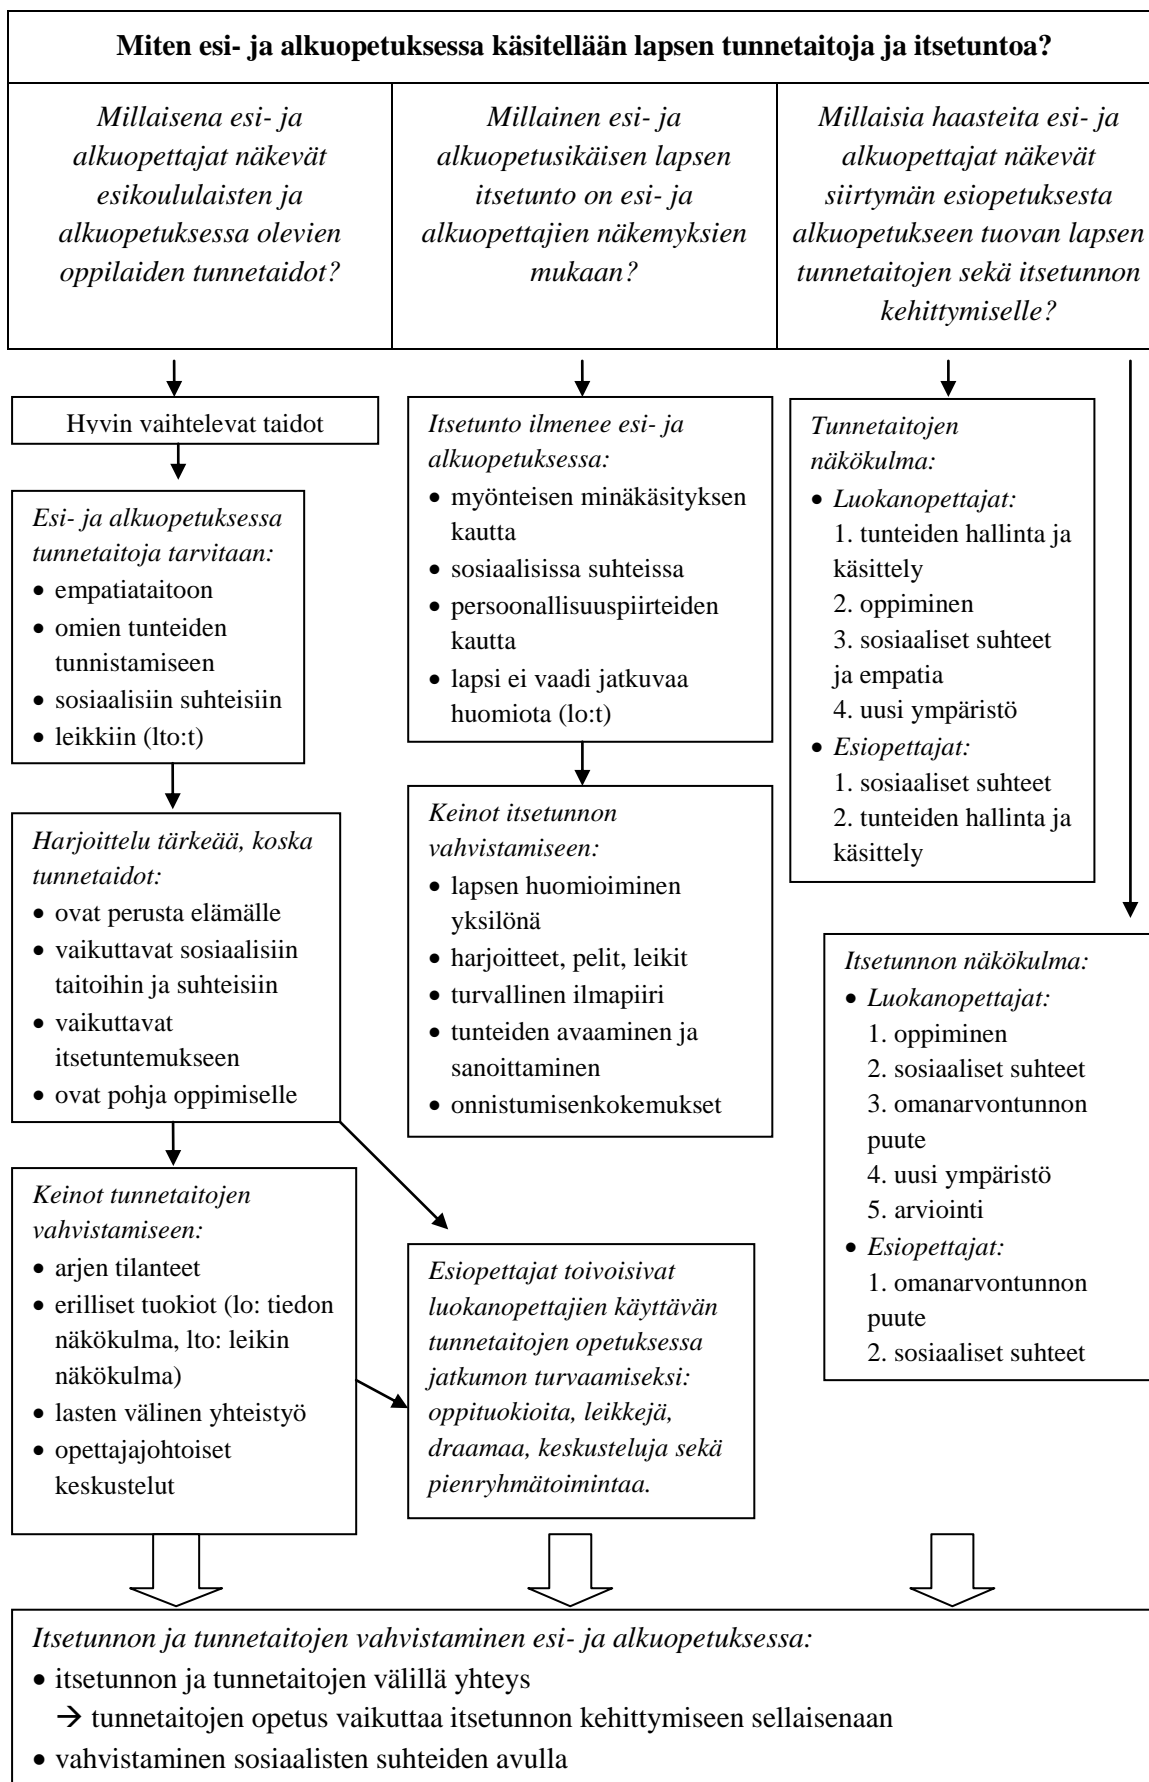 Miten esi- ja alkuopetuksessa käsitellään lapsen tunnetaitoja ja itsetuntoa?
Millaisena esi- ja
alkuopettajat näkevät
esikoululaisten ja
alkuopetuksessa olevien
oppilaiden tunnetaidot?
Millainen esi- ja
alkuopetusikäisen lapsen
itsetunto on esi- ja
alkuopettajien näkemyksien
mukaan?
Millaisia haasteita esi- ja
alkuopettajat näkevät
siirtymän esiopetuksesta
alkuopetukseen tuovan lapsen
tunnetaitojen sekä itsetunnon
kehittymiselle?
Hyvin vaihtelevat taidot
Esi- ja alkuopetuksessa
tunnetaitoja tarvitaan:
• empatiataitoon
• omien tunteiden
tunnistamiseen
• sosiaalisiin suhteisiin
• leikkiin (lto:t)
Harjoittelu tärkeää, koska
tunnetaidot:
• ovat perusta elämälle
• vaikuttavat sosiaalisiin
taitoihin ja suhteisiin
• vaikuttavat
itsetuntemukseen
• ovat pohja oppimiselle
Keinot tunnetaitojen
vahvistamiseen:
• arjen tilanteet
• erilliset tuokiot (lo: tiedon
näkökulma, lto: leikin
näkökulma)
• lasten välinen yhteistyö
• opettajajohtoiset
keskustelut
Itsetunto ilmenee esi- ja
alkuopetuksessa:
• myönteisen minäkäsityksen
kautta
• sosiaalisissa suhteissa
• persoonallisuuspiirteiden
kautta
• lapsi ei vaadi jatkuvaa
huomiota (lo:t)
Keinot itsetunnon
vahvistamiseen:
• lapsen huomioiminen
yksilönä
• harjoitteet, pelit, leikit
• turvallinen ilmapiiri
• tunteiden avaaminen ja
sanoittaminen
• onnistumisenkokemukset
Esiopettajat toivoisivat
luokanopettajien käyttävän
tunnetaitojen opetuksessa
jatkumon turvaamiseksi:
oppituokioita, leikkejä,
draamaa, keskusteluja sekä
pienryhmätoimintaa.
Tunnetaitojen
näkökulma:
• Luokanopettajat:
1. tunteiden hallinta ja
käsittely
2. oppiminen
3. sosiaaliset suhteet
ja empatia
4. uusi ympäristö
• Esiopettajat:
1. sosiaaliset suhteet
2. tunteiden hallinta ja
käsittely
Itsetunnon näkökulma:
• Luokanopettajat:
1. oppiminen
2. sosiaaliset suhteet
3. omanarvontunnon
puute
4. uusi ympäristö
5. arviointi
• Esiopettajat:
1. omanarvontunnon
puute
2. sosiaaliset suhteet
Itsetunnon ja tunnetaitojen vahvistaminen esi- ja alkuopetuksessa:
• itsetunnon ja tunnetaitojen välillä yhteys
→ tunnetaitojen opetus vaikuttaa itsetunnon kehittymiseen sellaisenaan
• vahvistaminen sosiaalisten suhteiden avulla